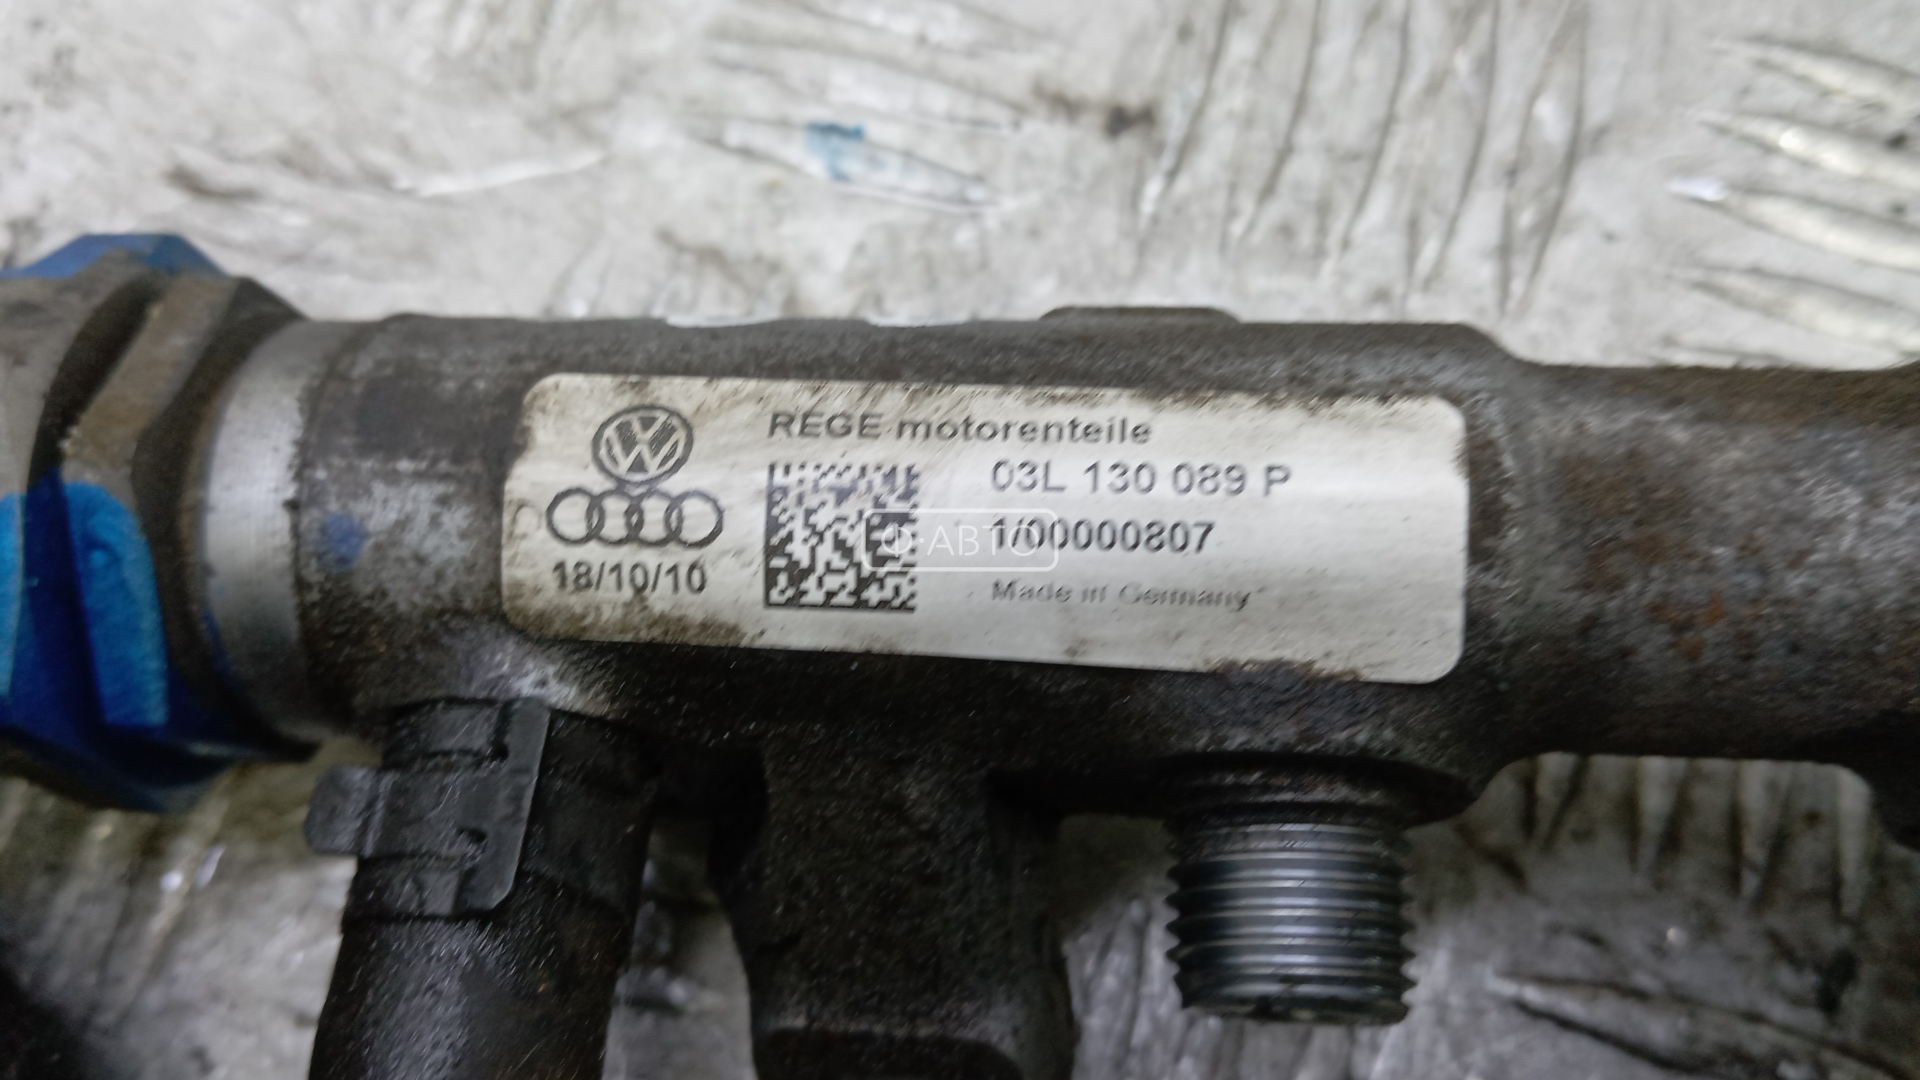 REGE motorenteile
03L 130 089 P
1/00000807
Made in Germany
18/10/10
Ф·АВТО